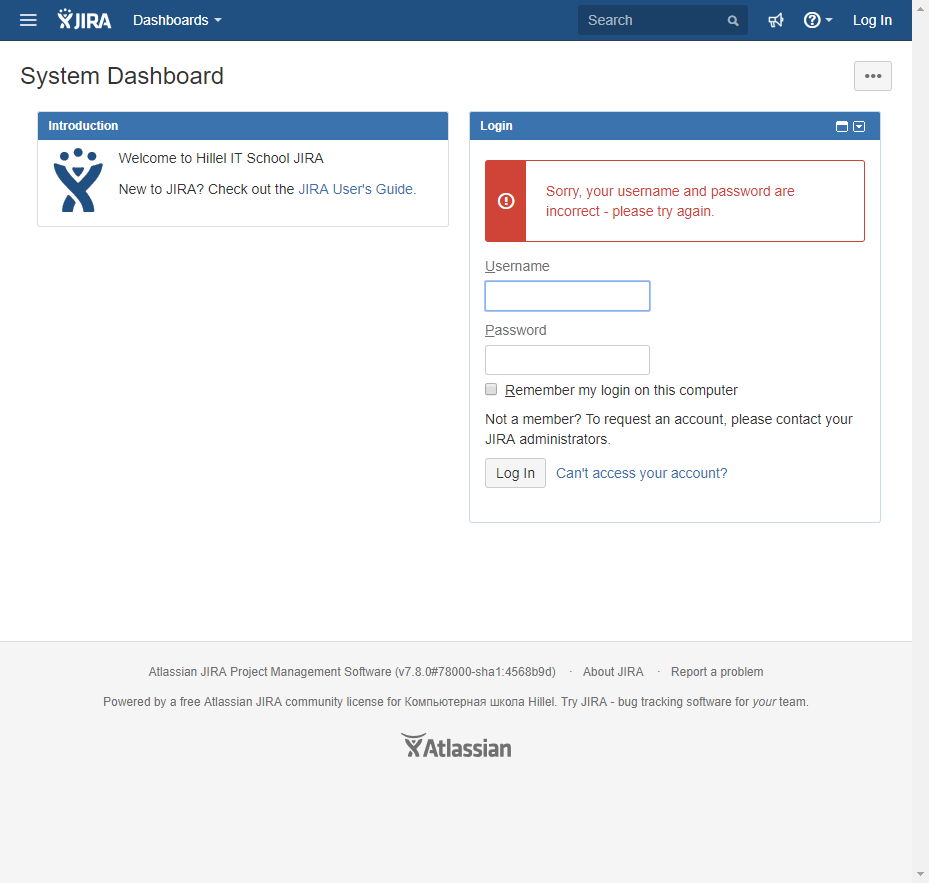 JIRA Dashboards Search Log In
System Dashboard
Introduction
Welcome to Hillel IT School JIRA
New to JIRA? Check out the JIRA User's Guide.
Login
Sorry, your username and password are
incorrect - please try again.
Username
Password
Remember my login on this computer
Not a member? To request an account, please contact your
JIRA administrators.
Log In Can't access your account?
Atlassian JIRA Project Management Software (v7.8.0#78000-sha1:4568b9d) · About JIRA · Report a problem
Powered by a free Atlassian JIRA community license for Компьютерная школа Hillel. Try JIRA - bug tracking software for your team.
Atlassian